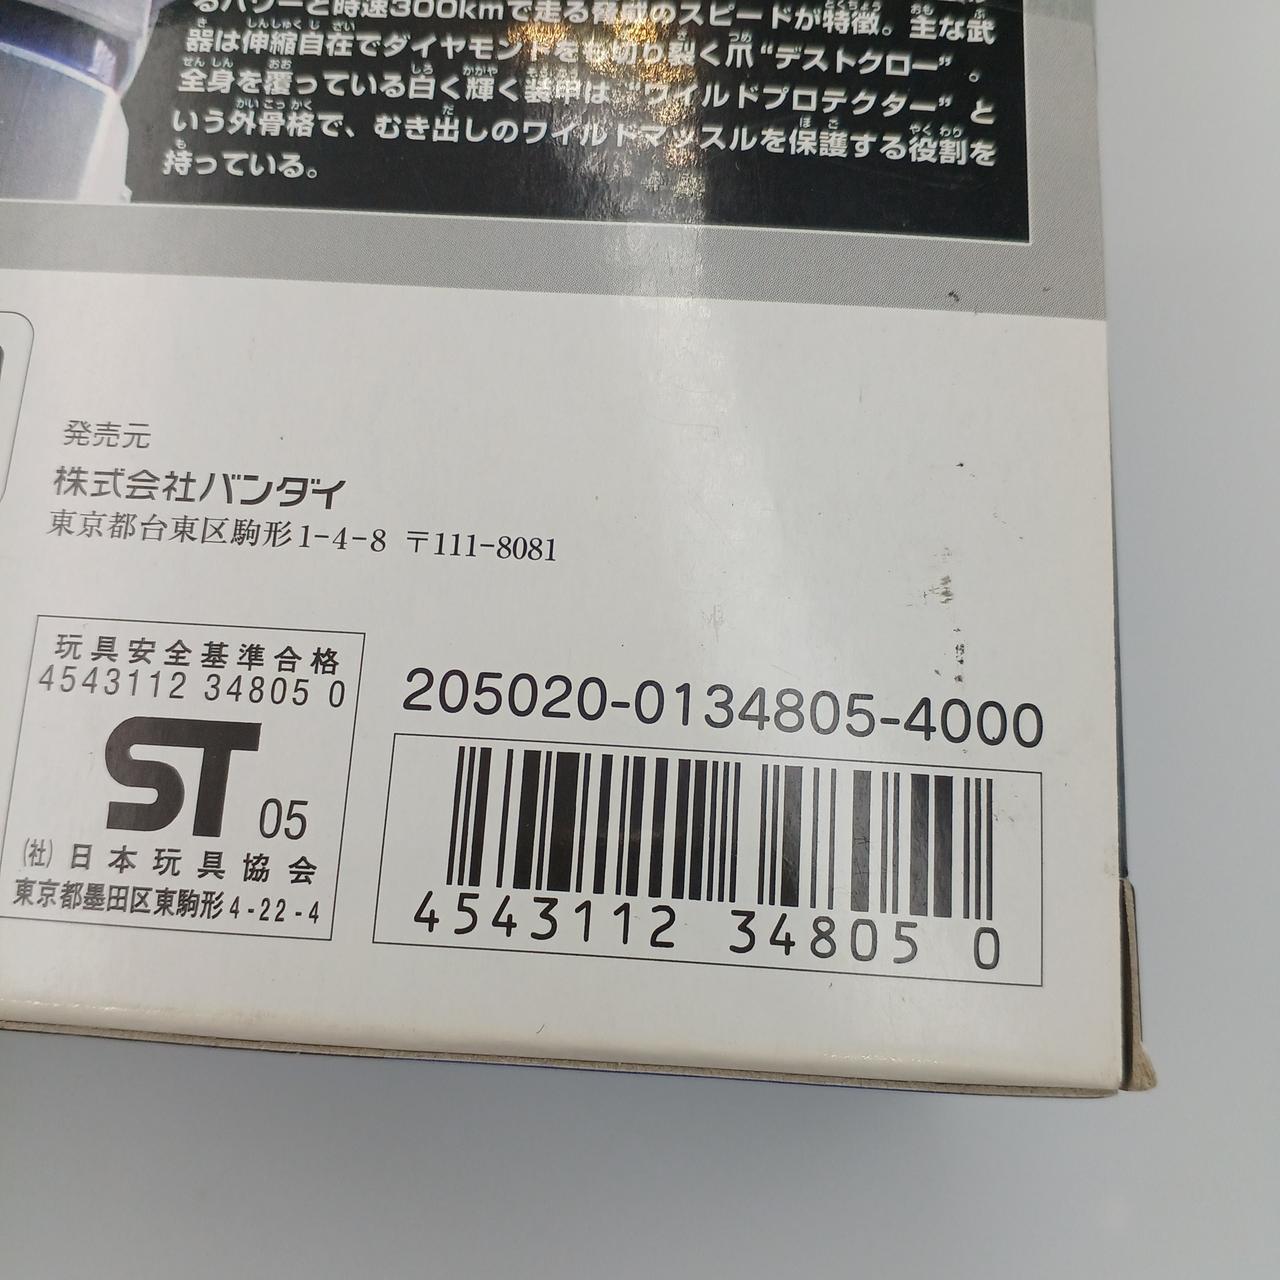 るパワーと時速300kmで走る脅威のスピードが特徴。主な武
器は伸縮自在でダイヤモンドをも切り裂く爪“デストクロー”。
全身を覆っている白く輝く装甲は“ワイルドプロテクター”と
いう外骨格で、むき出しのワイルドマッスルを保護する役割を
持っている。
発売元
株式会社バンダイ
東京都台東区駒形1-4-8 〒111-8081
玩具安全基準合格
4543112 34805 0
ST 05
(社)日本玩具協会
東京都墨田区東駒形4-22-4
205020-0134805-4000
4543112 34805 0